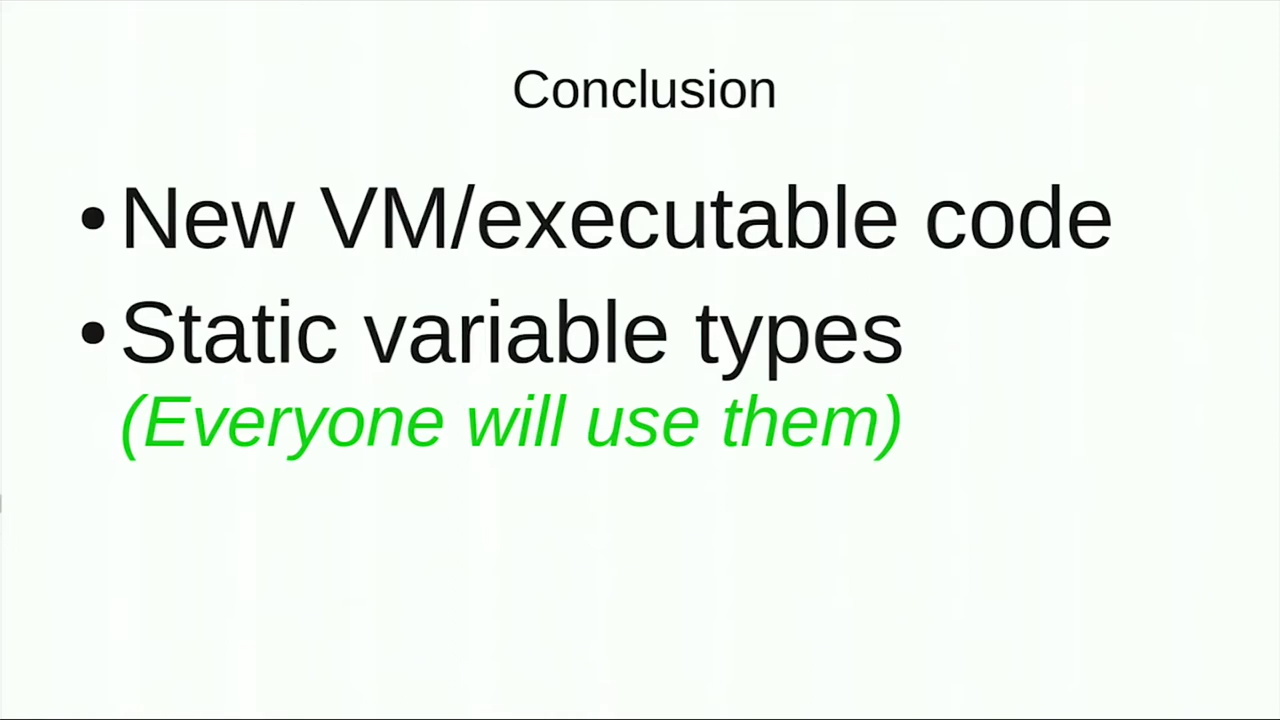 Conclusion
• New VM/executable code
• Static variable types
(Everyone will use them)